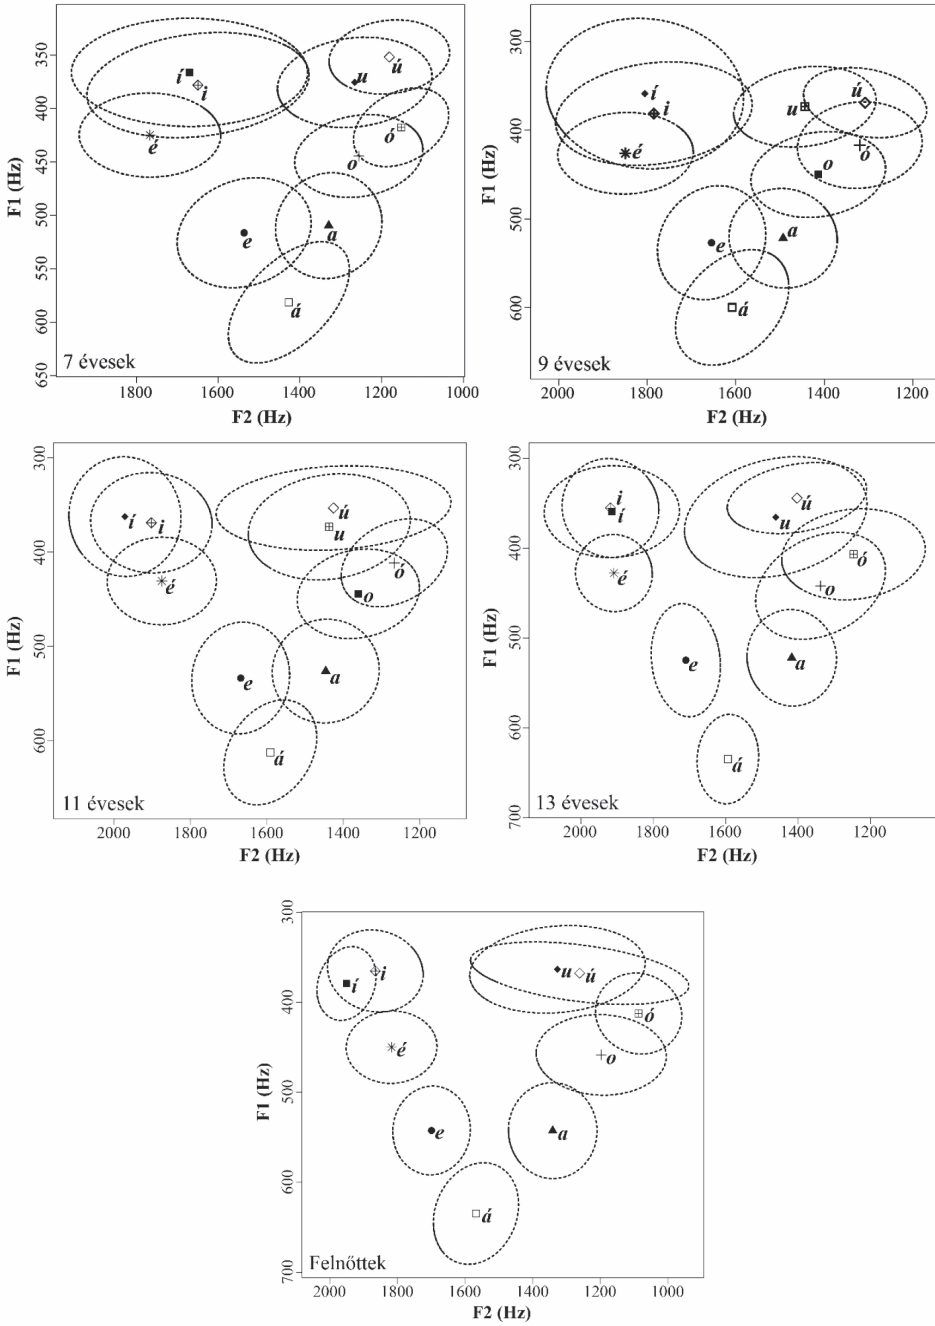 F1 (Hz)
350
400
450
500
550
600
650
í
i
é
u
ú
ó
o
e
a
á
7 évesek
1600
1400
1200
1000
F2 (Hz)
F1 (Hz)
300
400
500
600
í
i
é
u
ú
ó
o
e
a
á
9 évesek
2000
1800
1600
1400
1200
F2 (Hz)
F1 (Hz)
300
400
500
600
í
i
é
ú
u
ó
o
e
a
á
11 évesek
2000
1800
1600
1400
1200
F2 (Hz)
F1 (Hz)
300
400
500
600
700
i
í
é
ú
u
ó
o
e
a
á
13 évesek
2000
1800
1600
1400
1200
F2 (Hz)
F1 (Hz)
300
400
500
600
700
i
í
é
u
ú
ó
o
e
a
á
Felnőttek
2000
1800
1600
1400
1200
1000
F2 (Hz)